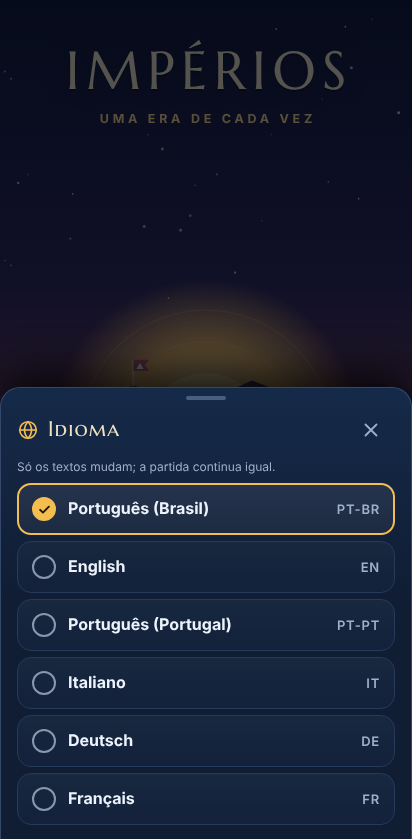 IMPÉRIOS
UMA ERA DE CADA VEZ
Idioma
Só os textos mudam; a partida continua igual.
Português (Brasil) PT-BR
English EN
Português (Portugal) PT-PT
Italiano IT
Deutsch DE
Français FR